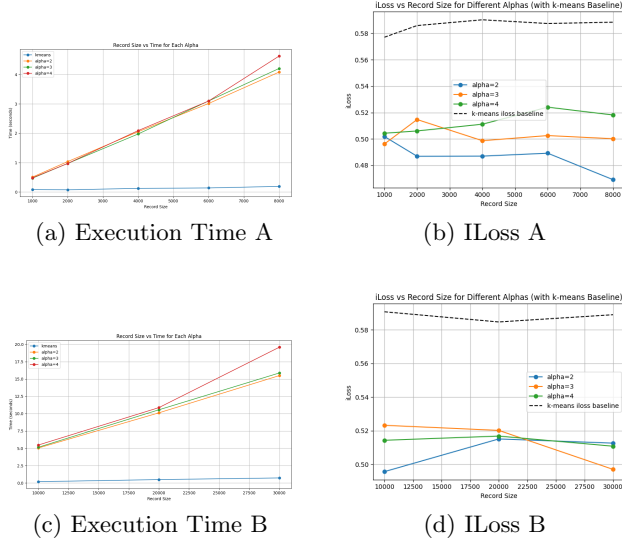 Record Size vs Time for Each Alpha
kmeans
alpha=2
alpha=3
alpha=4
Time (seconds)
4
3
2
1
0
1000 2000 3000 4000 5000 6000 7000 8000
Record Size
(a) Execution Time A
iLoss vs Record Size for Different Alphas (with k-means Baseline)
alpha=2
alpha=3
alpha=4
k-means iloss baseline
iLoss
0.58
0.56
0.54
0.52
0.50
0.48
1000 2000 3000 4000 5000 6000 7000 8000
Record Size
(b) ILoss A
Record Size vs Time for Each Alpha
kmeans
alpha=2
alpha=3
alpha=4
Time (seconds)
20.0
17.5
15.0
12.5
10.0
7.5
5.0
2.5
0.0
10000 12500 15000 17500 20000 22500 25000 27500 30000
Record Size
(c) Execution Time B
iLoss vs Record Size for Different Alphas (with k-means Baseline)
alpha=2
alpha=3
alpha=4
k-means iloss baseline
iLoss
0.58
0.56
0.54
0.52
0.50
10000 12500 15000 17500 20000 22500 25000 27500 30000
Record Size
(d) ILoss B